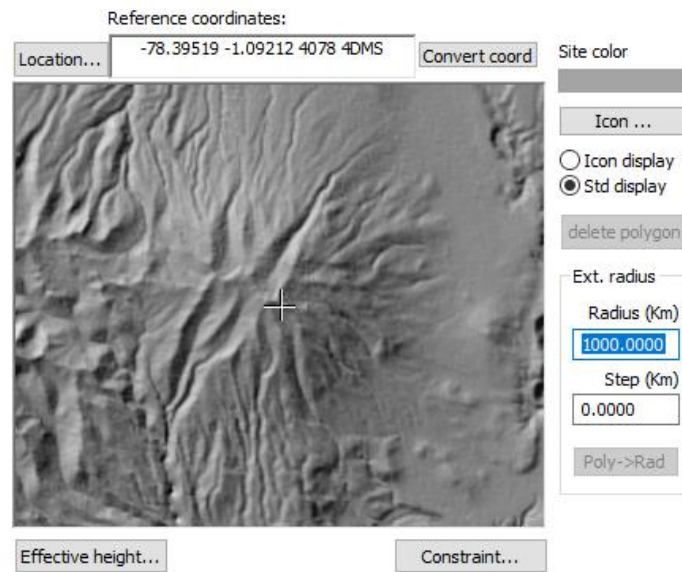 Reference coordinates:
Location...
-78.39519 -1.09212 4078 4DMS
Convert coord
Site color
Icon ...
Icon display
Std display
delete polygon
Ext. radius
Radius (Km)
1000.0000
Step (Km)
0.0000
Poly->Rad
Effective height...
Constraint...